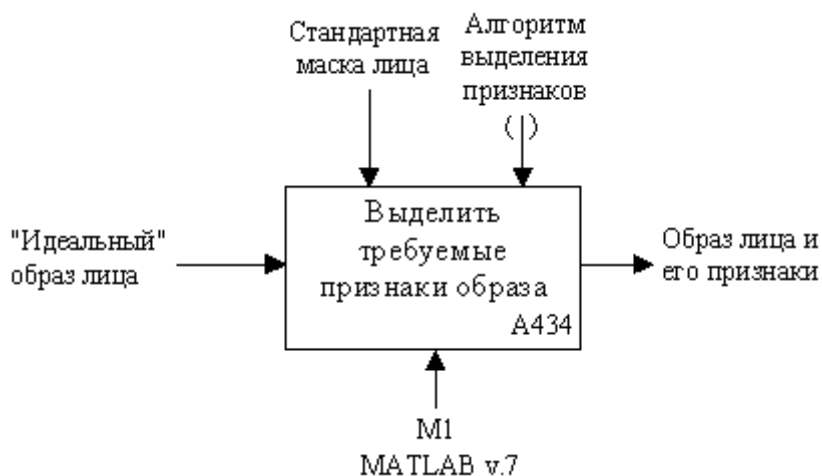 Стандартная
маска лица
Алгоритм
выделения
признаков
( )
"Идеальный"
образ лица
Выделить
требуемые
признаки образа
А434
Образ лица и
его признаки
M1
MATLAB v.7